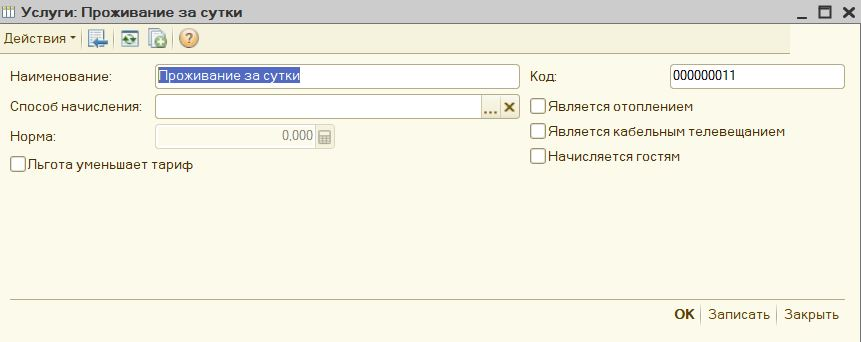 Услуги: Проживание за сутки
Действия
Наименование: Проживание за сутки Код: 000000011
Способ начисления: ... Является отоплением
Норма: 0,000 Является кабельным телевещанием
Льгота уменьшает тариф Начисляется гостям
OK Записать Закрыть